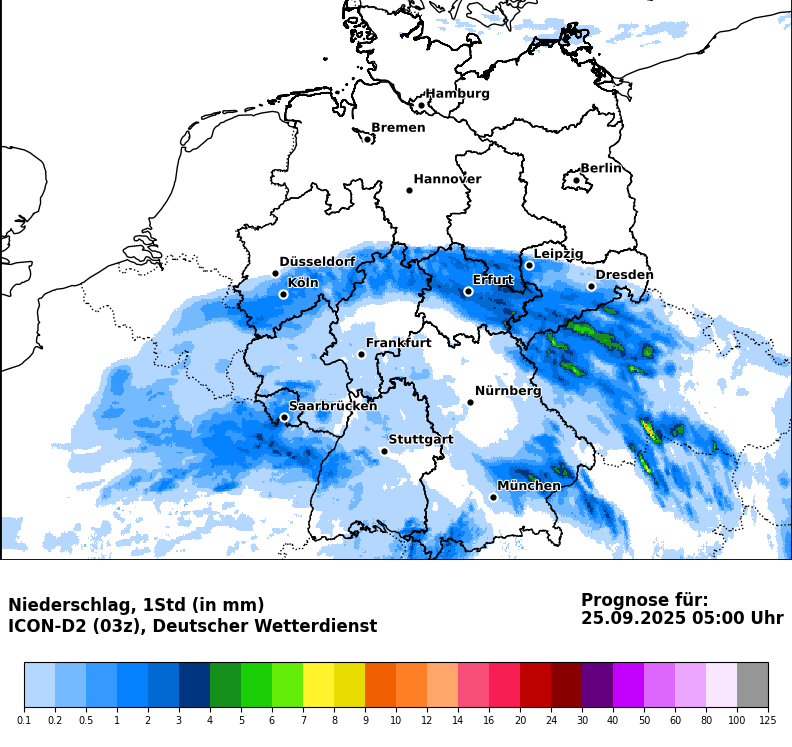 Hamburg
Bremen
Berlin
Hannover
Leipzig
Düsseldorf
Dresden
Köln
Erfurt
Frankfurt
Nürnberg
Saarbrücken
Stuttgart
München
Niederschlag, 1Std (in mm)
ICON-D2 (03z), Deutscher Wetterdienst
Prognose für:
25.09.2025 05:00 Uhr
0.1 0.2 0.5 1 2 3 4 5 6 7 8 9 10 12 14 16 20 24 30 40 50 60 80 100 125